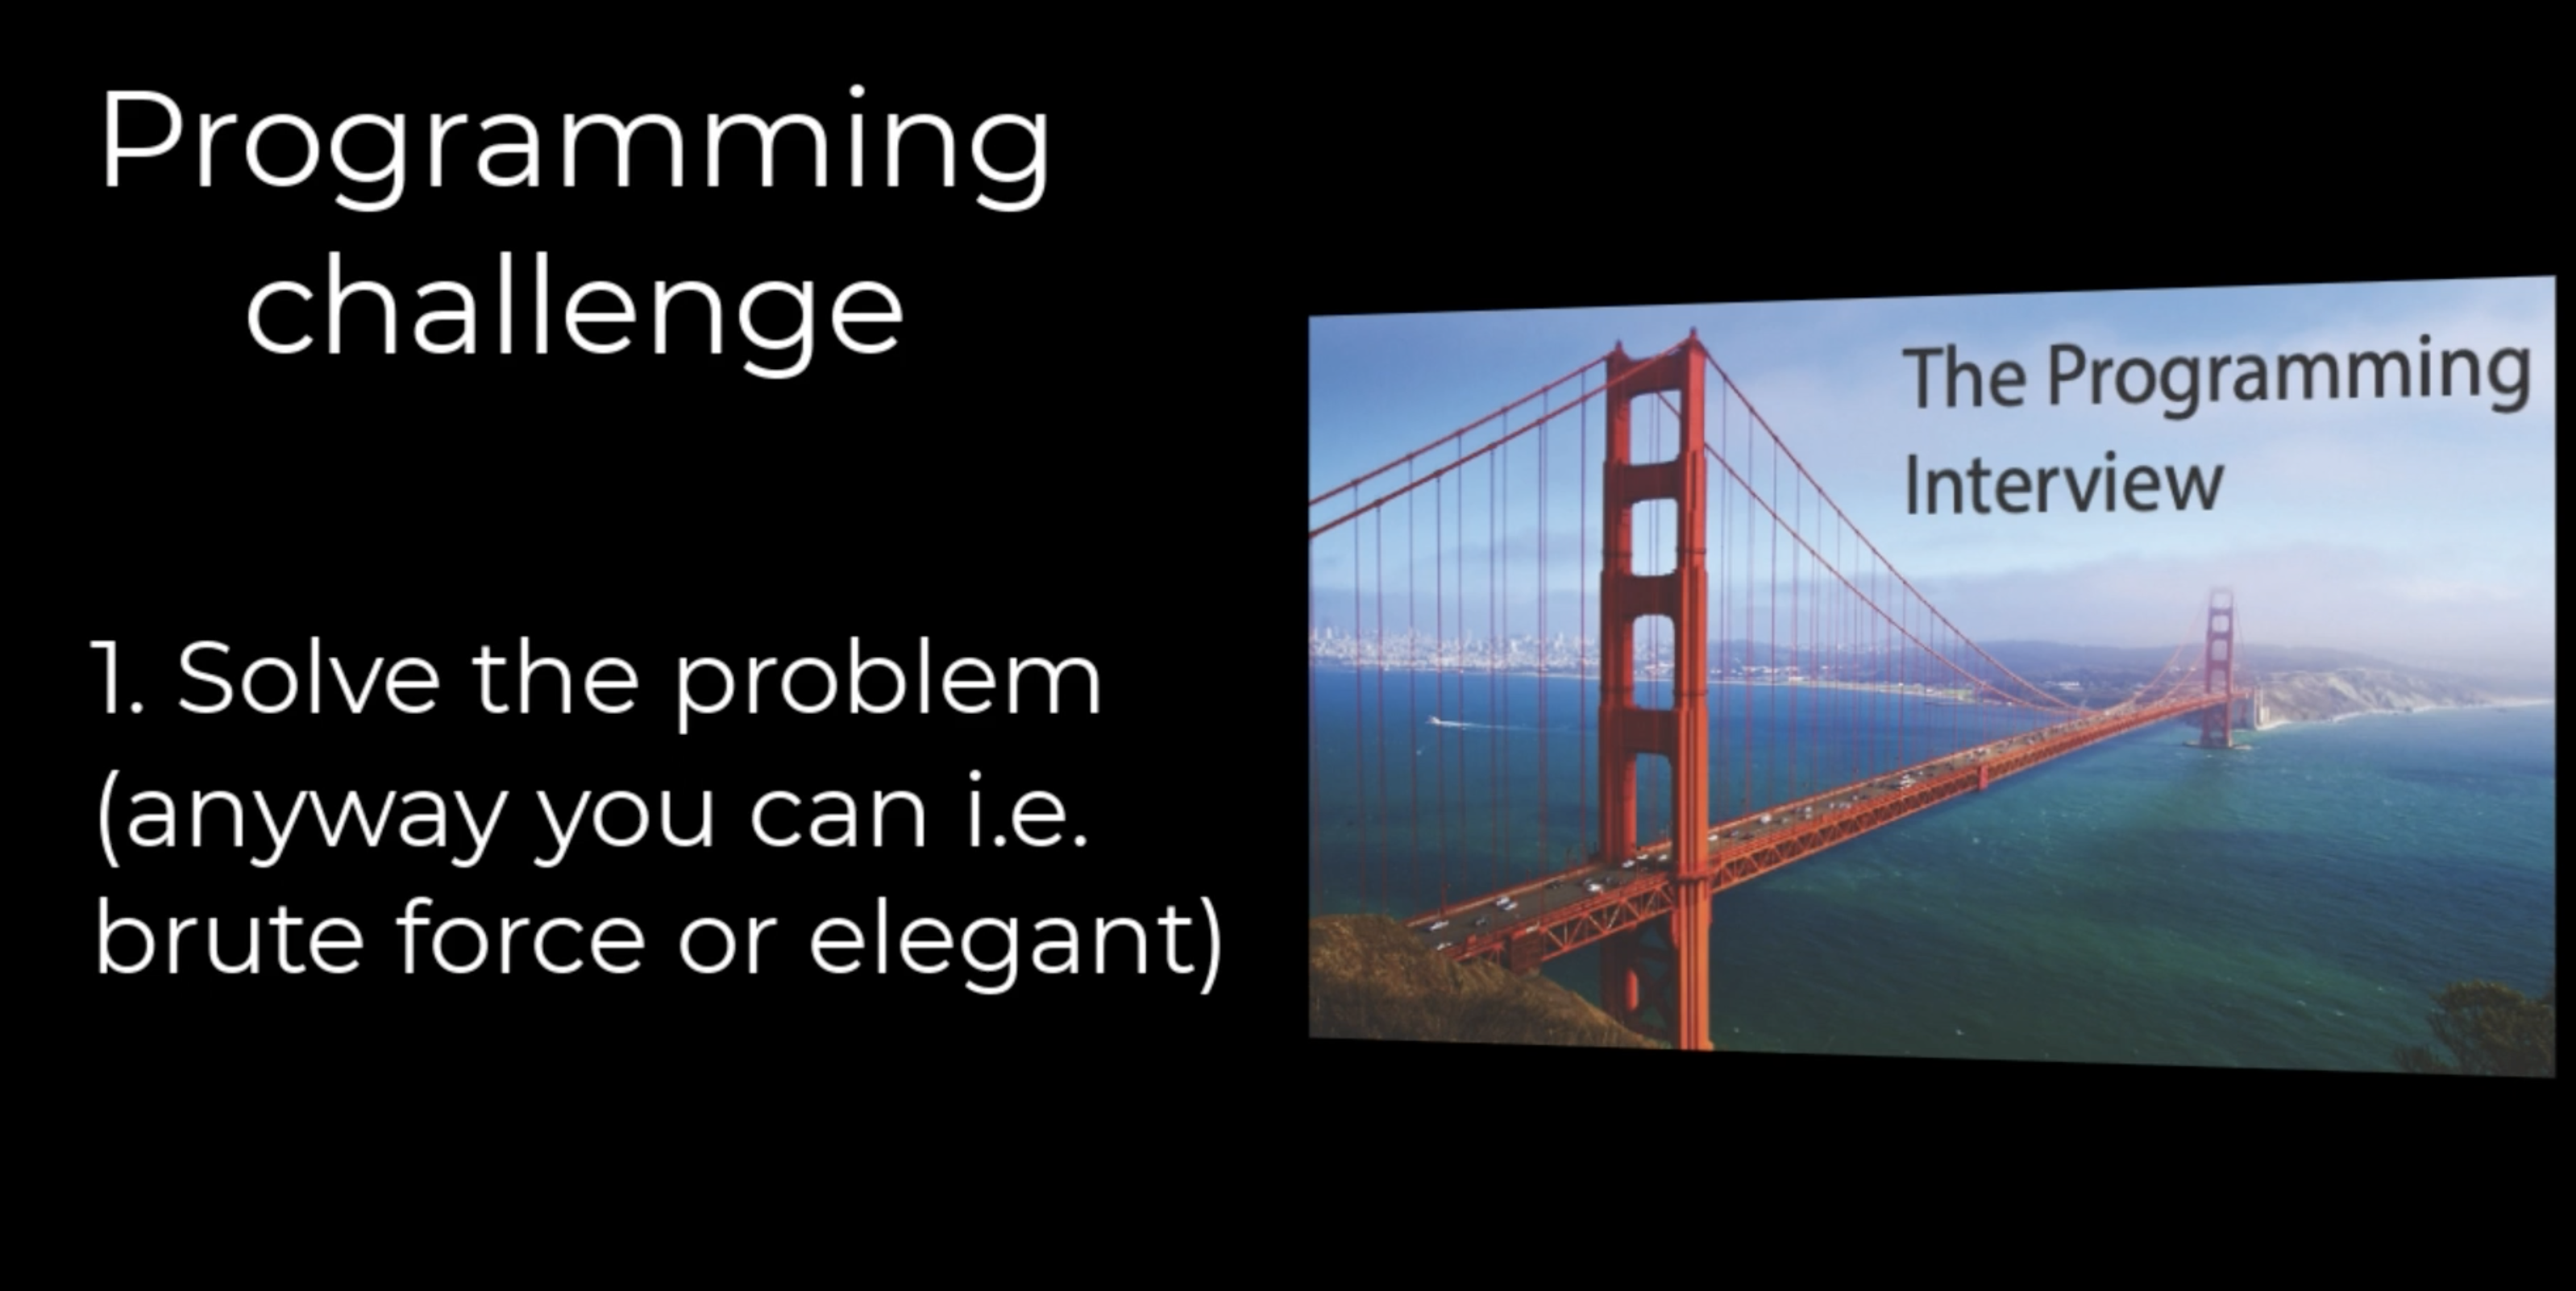 Programming
challenge
1. Solve the problem
(anyway you can i.e.
brute force or elegant)
The Programming
Interview